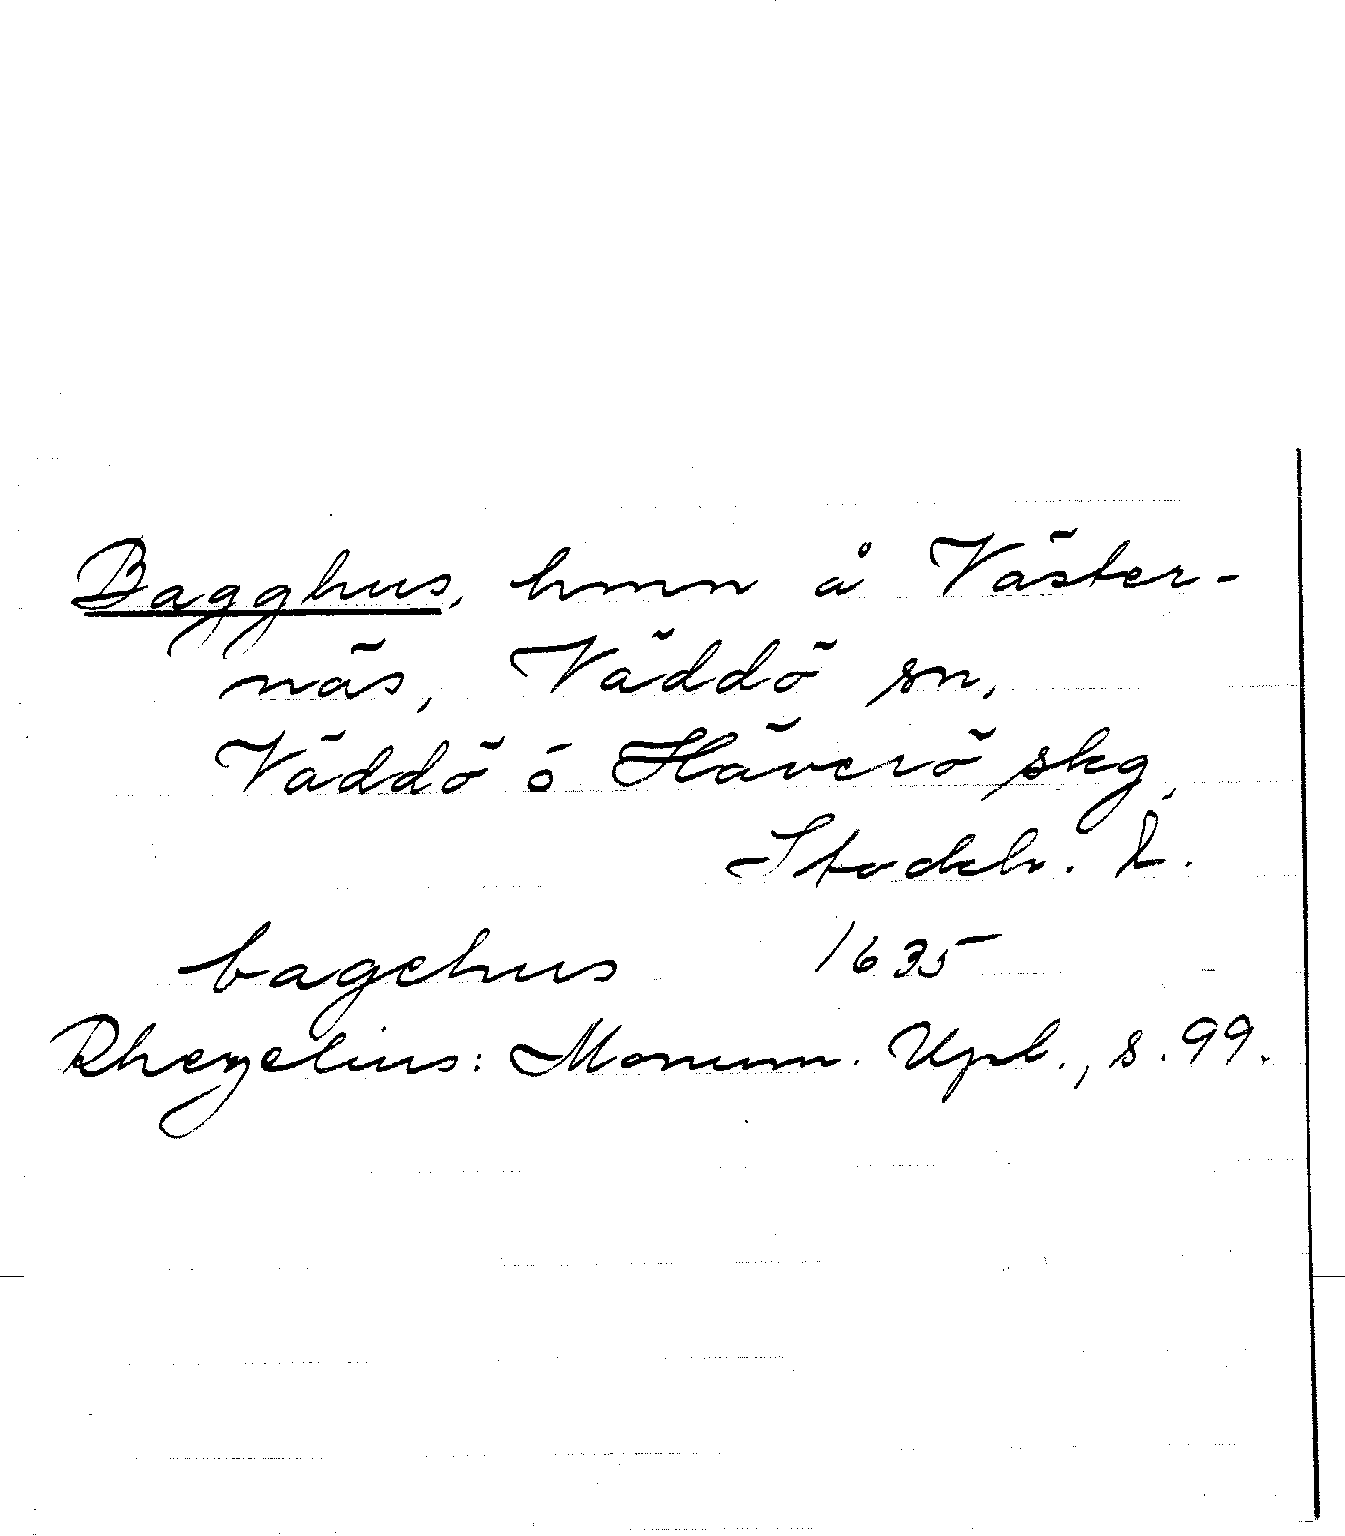 Bagghus, hmn å Väster-
näs, Väddö sn,
Väddö o Häverö skg,
Stockh. l.
bagehus 1635
Rhezelius: Monum. Upl., s. 99.